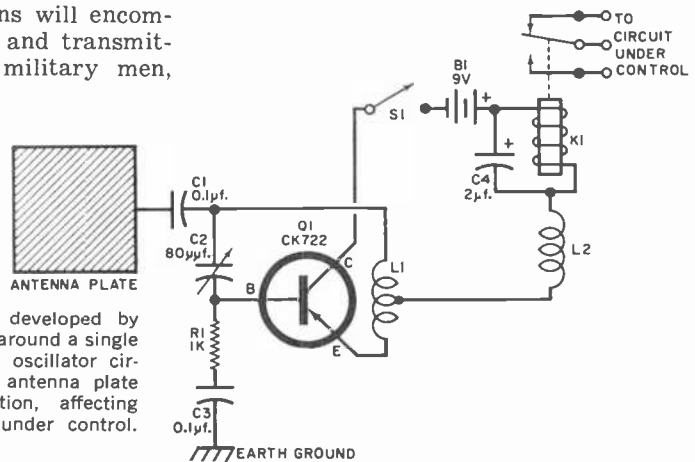 ns will encom-
and transmit-
military men,
TO
CIRCUIT
UNDER
CONTROL
B1
9V
+
S1
+
K1
C4
2µf.
C1
0.1µf.
C2
80µµf.
Q1
CK722
C
L1
L2
B
E
ANTENNA PLATE
R1
1K
C3
0.1µf.
EARTH GROUND
developed by
around a single
oscillator cir-
antenna plate
tion, affecting
under control.